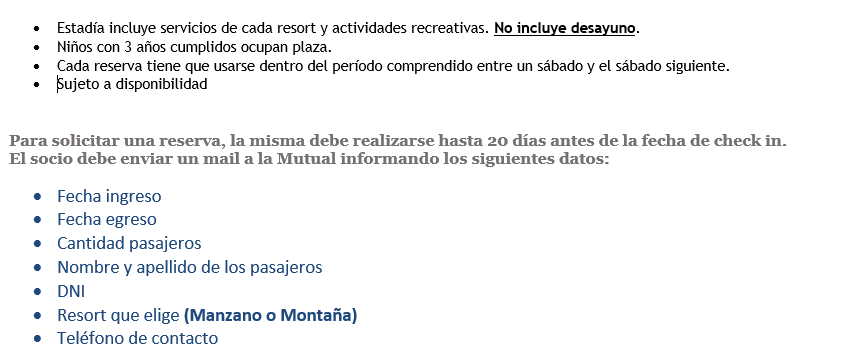 • Estadía incluye servicios de cada resort y actividades recreativas. No incluye desayuno.
• Niños con 3 años cumplidos ocupan plaza.
• Cada reserva tiene que usarse dentro del período comprendido entre un sábado y el sábado siguiente.
• Sujeto a disponibilidad
Para solicitar una reserva, la misma debe realizarse hasta 20 días antes de la fecha de check in.
El socio debe enviar un mail a la Mutual informando los siguientes datos:
• Fecha ingreso
• Fecha egreso
• Cantidad pasajeros
• Nombre y apellido de los pasajeros
• DNI
• Resort que elige (Manzano o Montaña)
• Teléfono de contacto